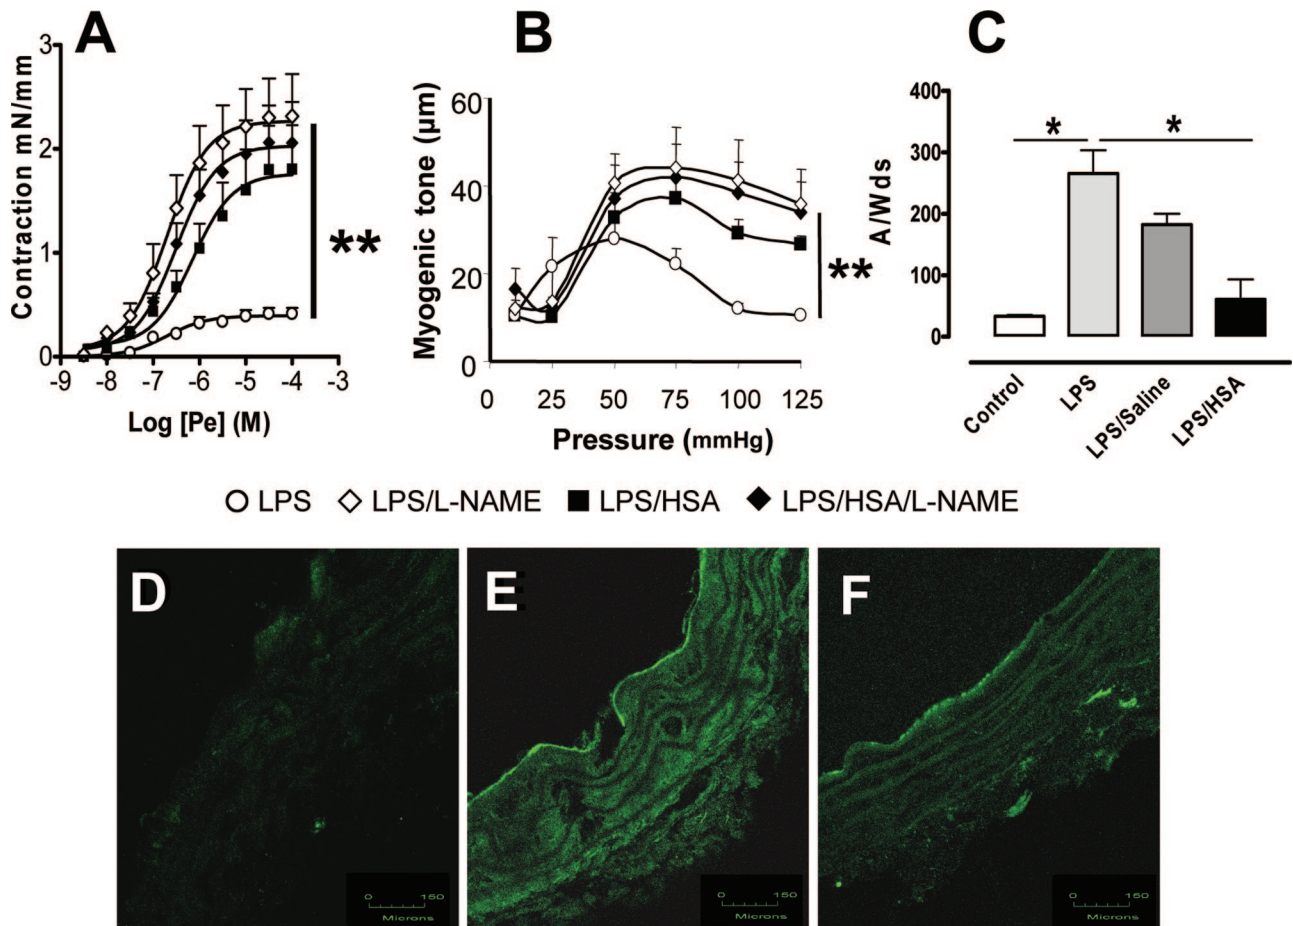 A
Contraction mN/mm
3
2
1
0
**
-9 -8 -7 -6 -5 -4 -3
Log [Pe] (M)
B
Myogenic tone (µm)
60
40
20
0
**
0 25 50 75 100 125
Pressure (mmHg)
C
A/Wds
400
300
200
100
0
* *
Control LPS LPS/Saline LPS/HSA
LPS LPS/L-NAME LPS/HSA LPS/HSA/L-NAME
D
0 150
Microns
E
0 150
Microns
F
0 150
Microns